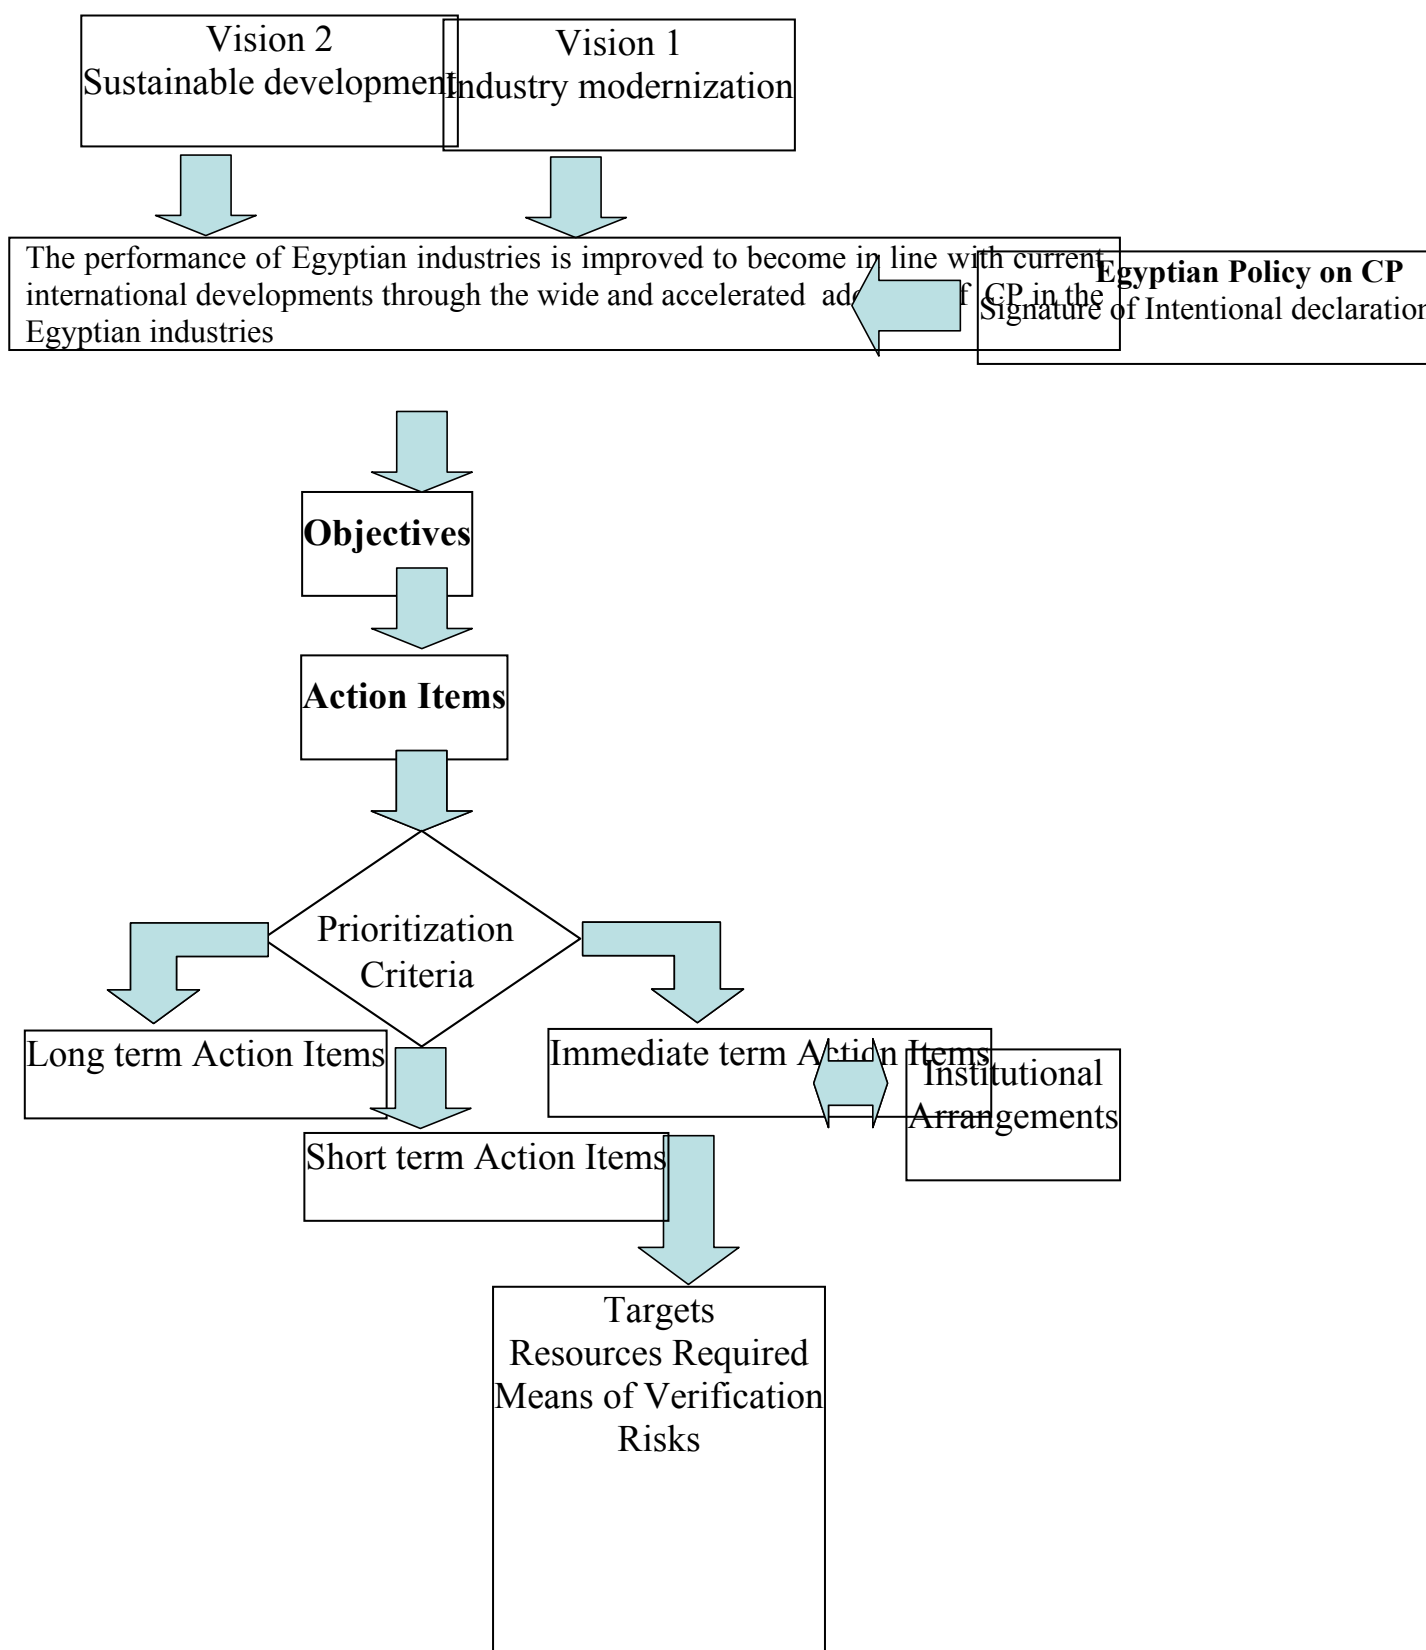 Vision 2
Sustainable development
Vision 1
Industry modernization
The performance of Egyptian industries is improved to become in line with current
international developments through the wide and accelerated CP in the
Egyptian industries
Egyptian Policy on CP
Signature of Intentional declaration
Objectives
Action Items
Prioritization
Criteria
Long term Action Items
Immediate term Action Items
Institutional
Arrangements
Short term Action Items
Targets
Resources Required
Means of Verification
Risks